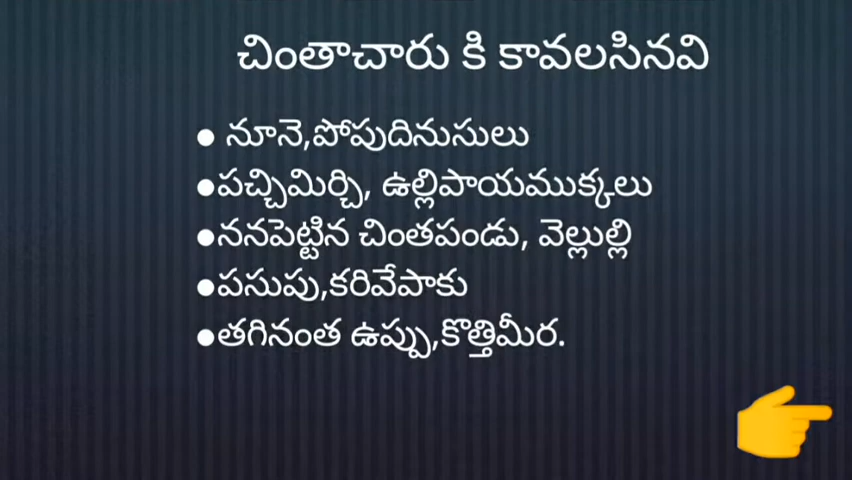 చింతాచారు కి కావలసినవి
● నూనె,పోపుదినుసులు
●పచ్చిమిర్చి, ఉల్లిపాయముక్కలు
●ననపెట్టిన చింతపండు, వెల్లుల్లి
●పసుపు,కరివేపాకు
●తగినంత ఉప్పు,కొత్తిమీర.